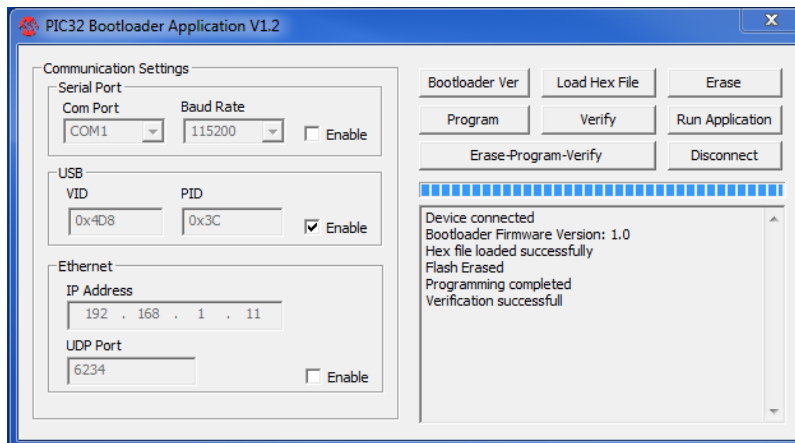 PIC32 Bootloader Application V1.2
x
Communication Settings
Serial Port
Com Port
Baud Rate
COM1
115200
Enable
USB
VID
PID
0x4D8
0x3C
Enable
Ethernet
IP Address
192 . 168 . 1 . 11
UDP Port
6234
Enable
Bootloader Ver
Load Hex File
Erase
Program
Verify
Run Application
Erase-Program-Verify
Disconnect
Device connected
Bootloader Firmware Version: 1.0
Hex file loaded successfully
Flash Erased
Programming completed
Verification successfull